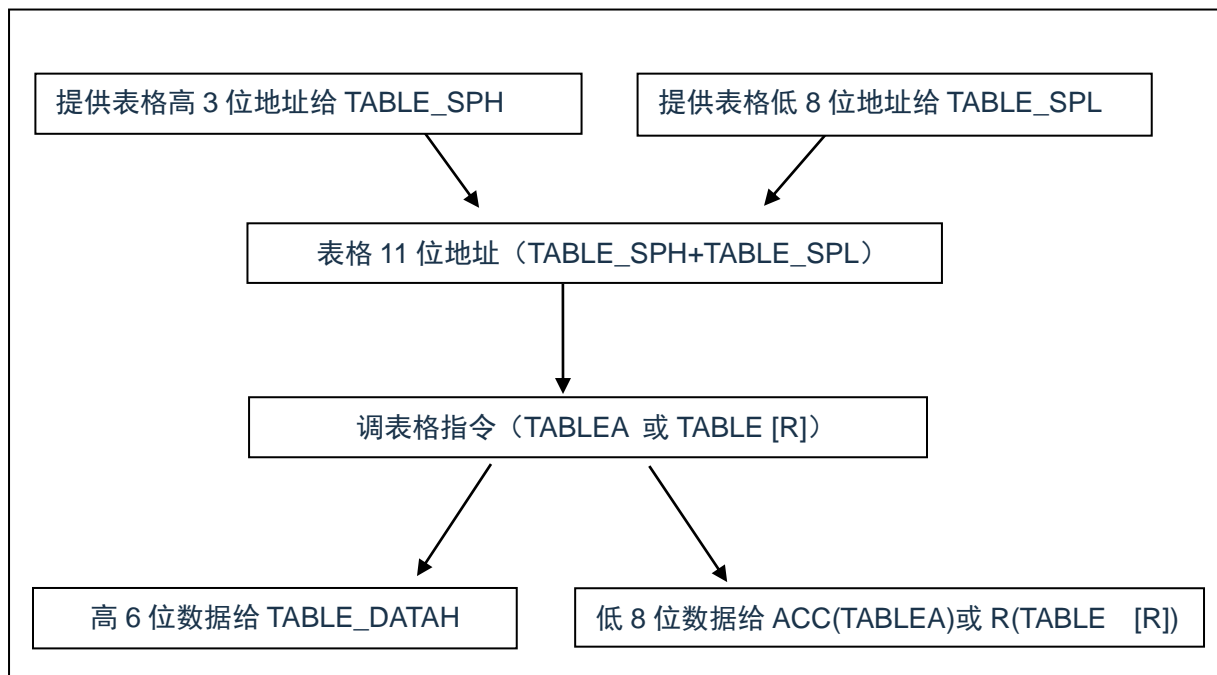 提供表格高 3 位地址给 TABLE_SPH
提供表格低 8 位地址给 TABLE_SPL
表格 11 位地址（TABLE_SPH+TABLE_SPL）
调表格指令（TABLEA 或 TABLE [R]）
高 6 位数据给 TABLE_DATAH
低 8 位数据给 ACC(TABLEA)或 R(TABLE [R])